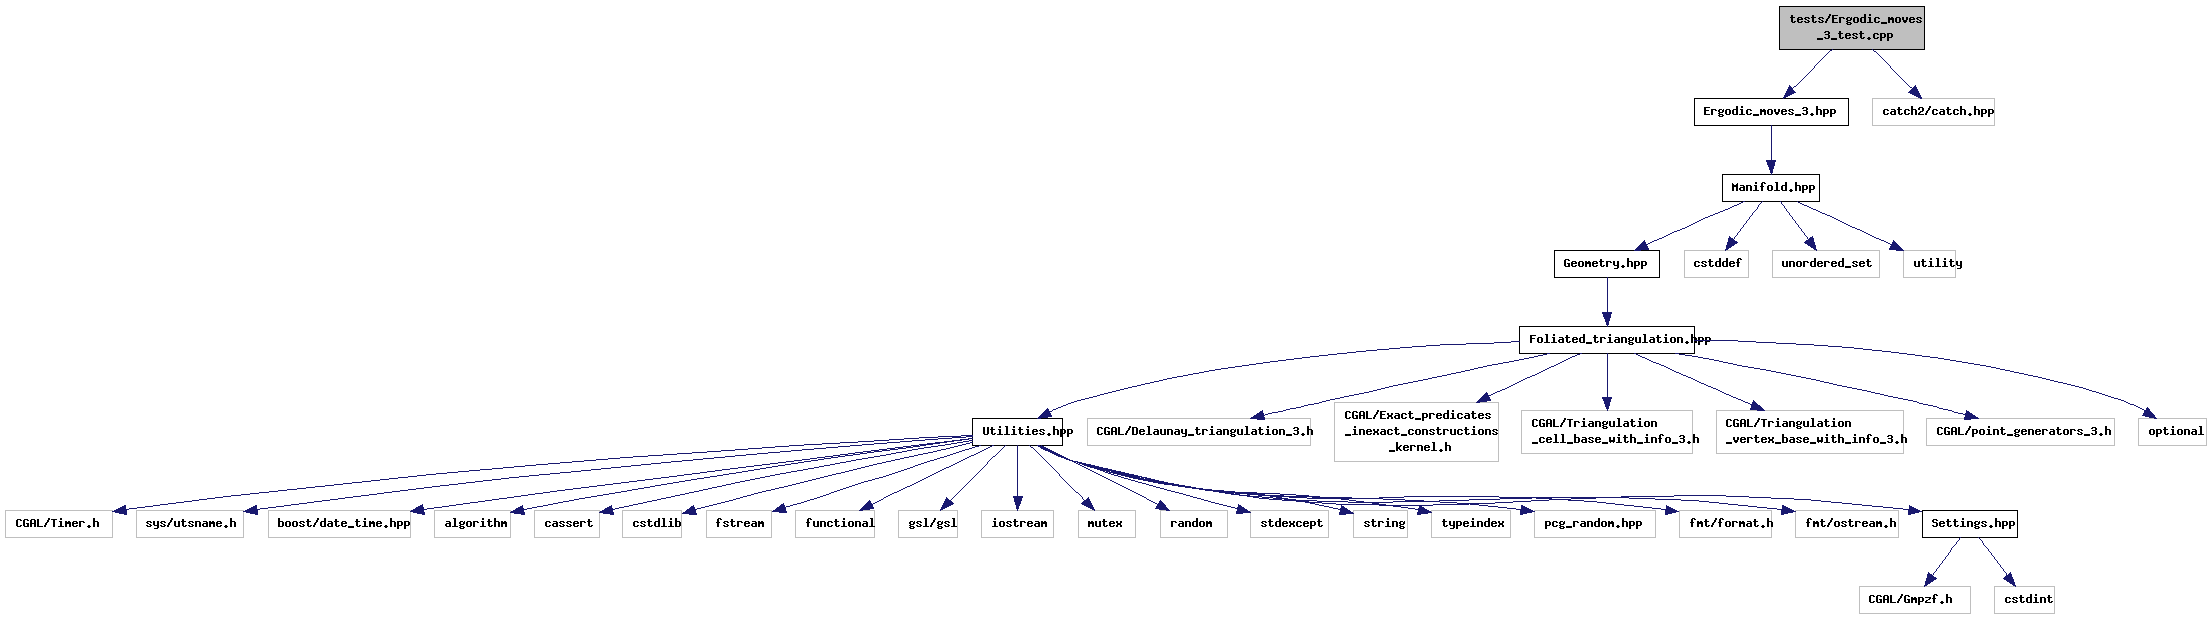 tests/Ergodic_moves
_3_test.cpp
Ergodic_moves_3.hpp
catch2/catch.hpp
Manifold.hpp
Geometry.hpp
cstddef
unordered_set
utility
Foliated_triangulation.hpp
Utilities.hpp
CGAL/Delaunay_triangulation_3.h
CGAL/Exact_predicates
_inexact_constructions
_kernel.h
CGAL/Triangulation
_cell_base_with_info_3.h
CGAL/Triangulation
_vertex_base_with_info_3.h
CGAL/point_generators_3.h
optional
CGAL/Timer.h
sys/utsname.h
boost/date_time.hpp
algorithm
cassert
cstdlib
fstream
functional
gsl/gsl
iostream
mutex
random
stdexcept
string
typeindex
pcg_random.hpp
fmt/format.h
fmt/ostream.h
Settings.hpp
CGAL/Gmpzf.h
cstdint